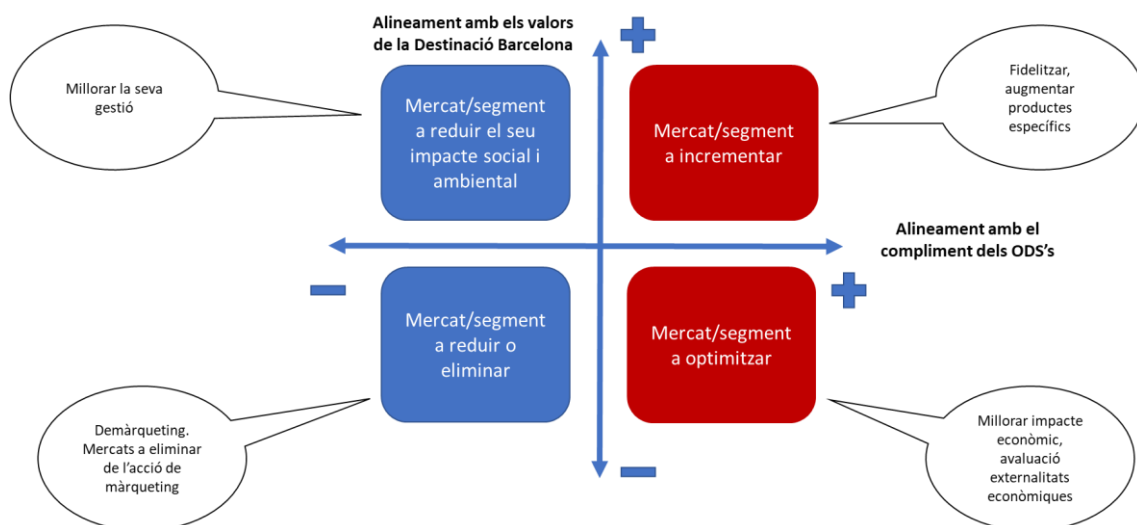 Alineament amb els valors
de la Destinació Barcelona
Millorar la seva
gestió
Mercat/segment
a reduir el seu
impacte social i
ambiental
Mercat/segment
a incrementar
Fidelitzar,
augmentar
productes
específics
Alineament amb el
compliment dels ODS's
Mercat/segment
a reduir o
eliminar
Mercat/segment
a optimitzar
Demàrqueting.
Mercats a eliminar
de l'acció de
màrqueting
Millorar impacte
econòmic,
avaluació
externalitats
econòmiques